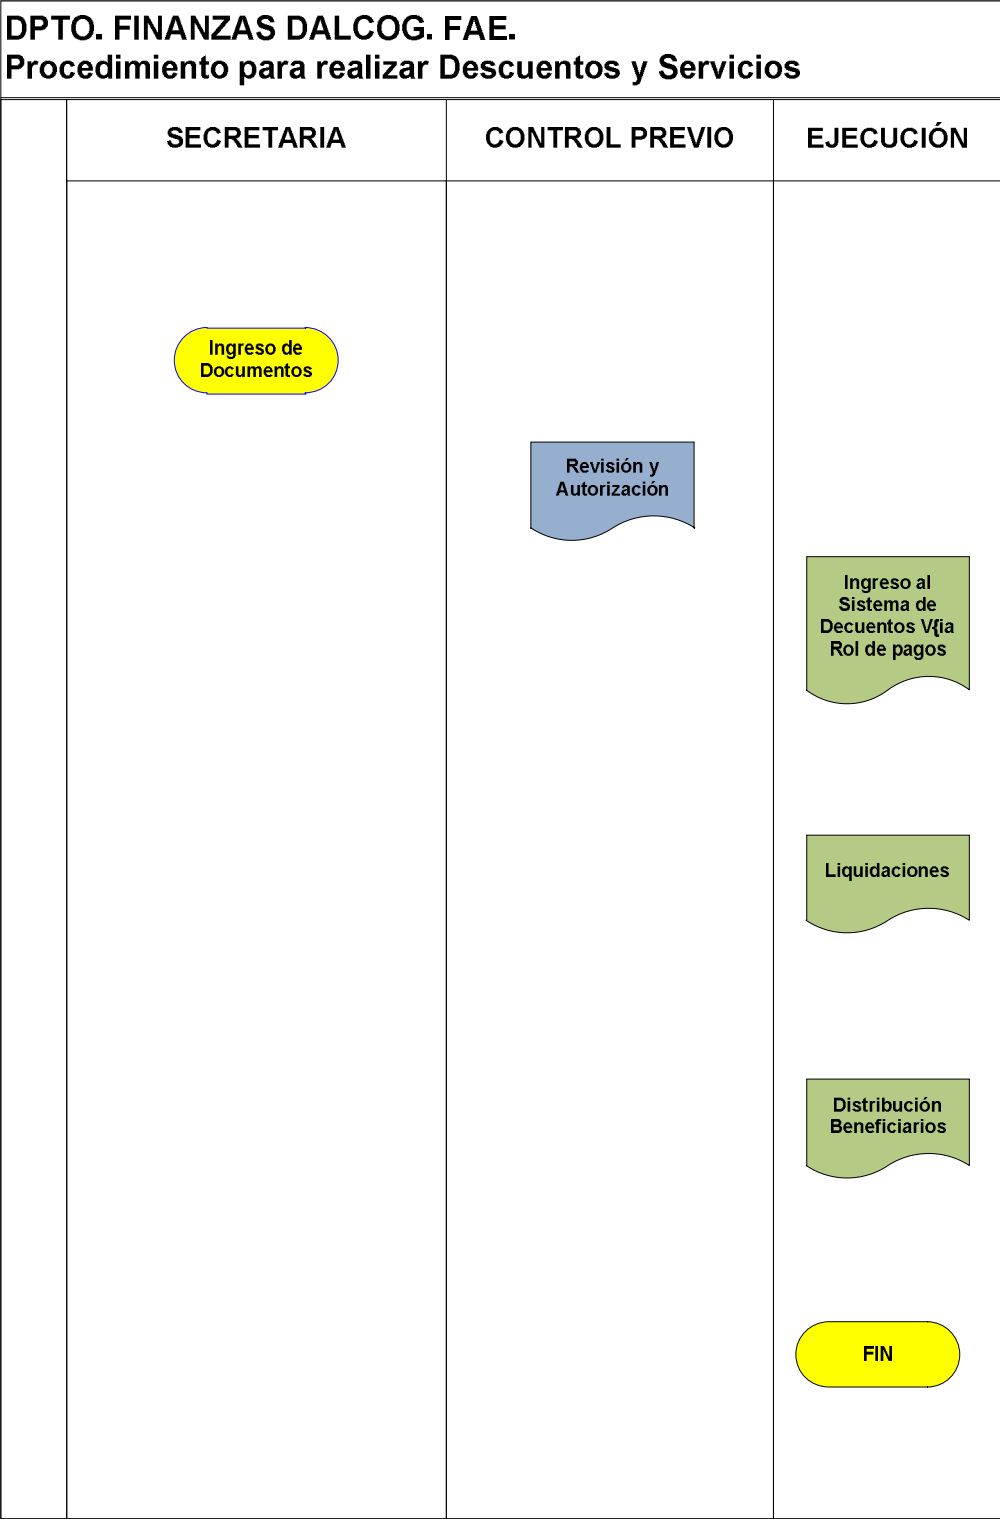 DPTO. FINANZAS DALCOG. FAE.
Procedimiento para realizar Descuentos y Servicios
SECRETARIA
CONTROL PREVIO
EJECUCIÓN
Ingreso de
Documentos
Revisión y
Autorización
Ingreso al
Sistema de
Decuentos V{ia
Rol de pagos
Liquidaciones
Distribución
Beneficiarios
FIN